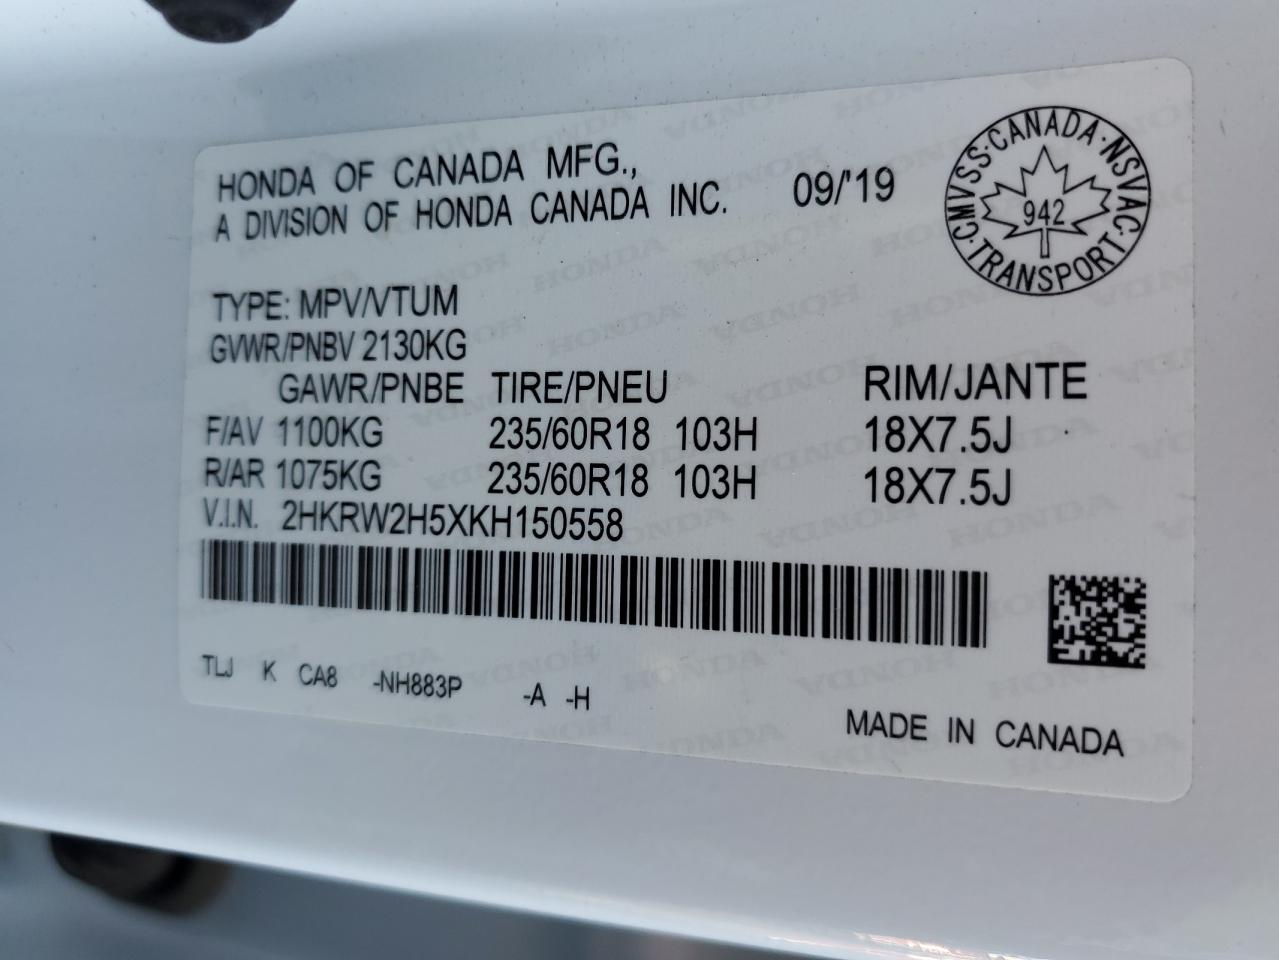 HONDA OF CANADA MFG.,
A DIVISION OF HONDA CANADA INC. 09/'19
CMVSS·CANADA·NSVAC·TRANSPORT·
942
TYPE: MPV/VTUM
GVWR/PNBV 2130KG
GAWR/PNBE TIRE/PNEU RIM/JANTE
F/AV 1100KG 235/60R18 103H 18X7.5J
R/AR 1075KG 235/60R18 103H 18X7.5J
V.I.N. 2HKRW2H5XKH150558
TLJ K CA8 -NH883P -A -H
MADE IN CANADA